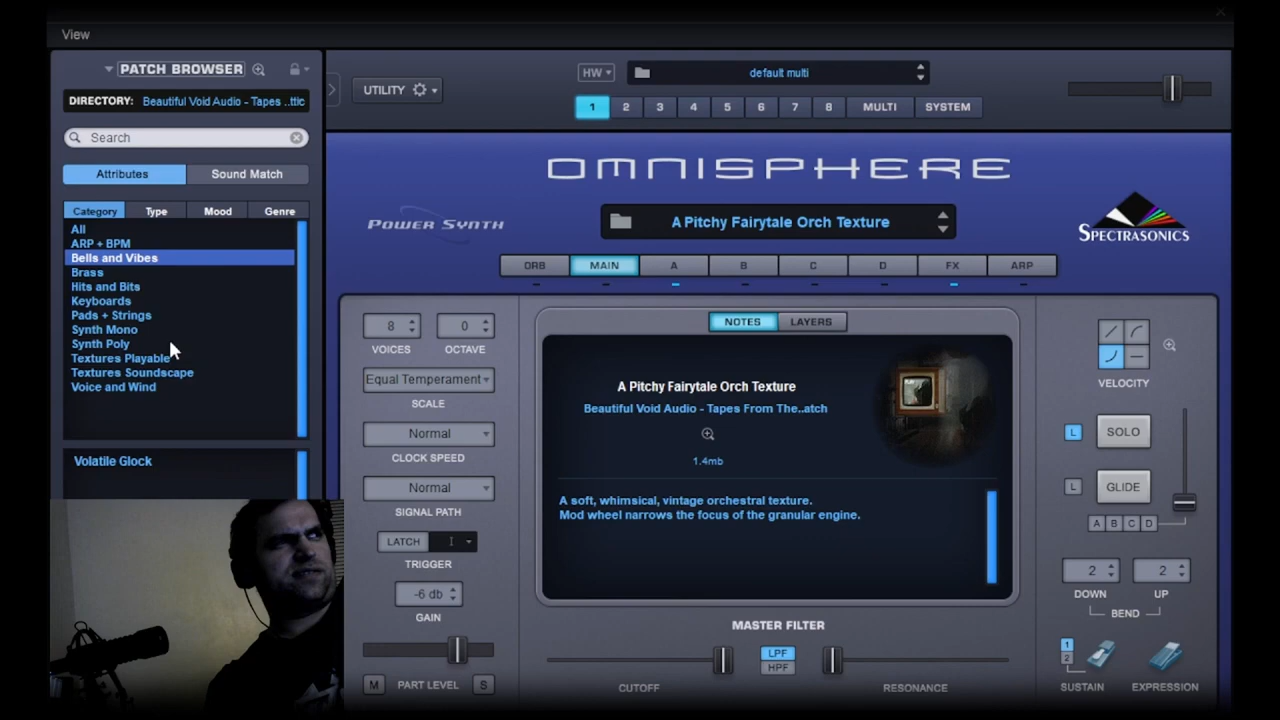 View
PATCH BROWSER
DIRECTORY: Beautiful Void Audio - Tapes ..ttic
Search
Attributes
Sound Match
Category
Type
Mood
Genre
All
ARP + BPM
Bells and Vibes
Brass
Hits and Bits
Keyboards
Pads + Strings
Synth Mono
Synth Poly
Textures Playable
Textures Soundscape
Voice and Wind
Volatile Glock
UTILITY
HW
default multi
1 2 3 4 5 6 7 8 MULTI SYSTEM
OMNISPHERE
POWER SYNTH
A Pitchy Fairytale Orch Texture
SPECTRASONICS
ORB MAIN A B C D FX ARP
8
0
VOICES
OCTAVE
Equal Temperament
SCALE
Normal
CLOCK SPEED
Normal
SIGNAL PATH
LATCH
TRIGGER
-6 db
GAIN
M PART LEVEL S
NOTES
LAYERS
A Pitchy Fairytale Orch Texture
Beautiful Void Audio - Tapes From The..atch
1.4mb
A soft, whimsical, vintage orchestral texture.
Mod wheel narrows the focus of the granular engine.
MASTER FILTER
LPF
HPF
CUTOFF
RESONANCE
VELOCITY
L SOLO
L GLIDE
A B C D
2
2
DOWN
UP
BEND
1
2
SUSTAIN
EXPRESSION